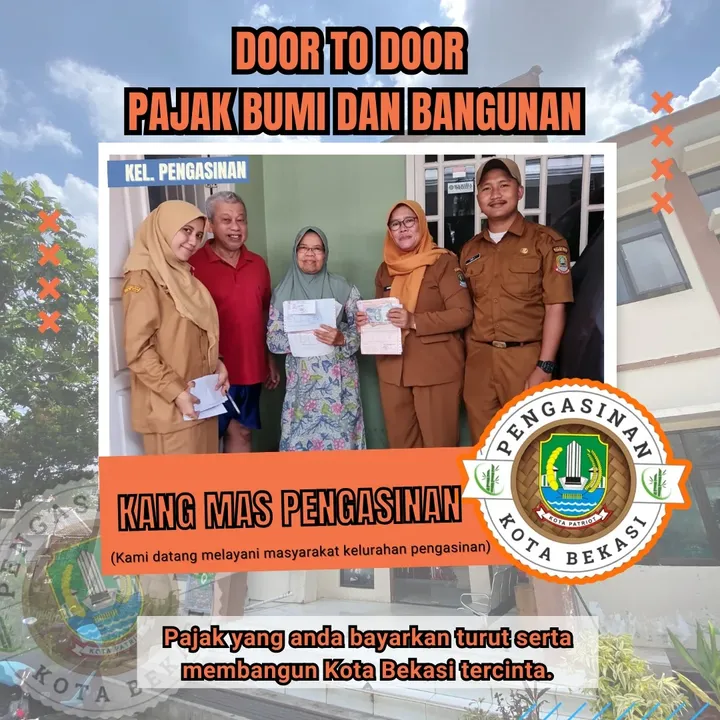 DOOR TO DOOR
PAJAK BUMI DAN BANGUNAN
KEL. PENGASINAN
KANG MAS PENGASINAN
(Kami datang melayani masyarakat kelurahan pengasinan)
PENGASINAN
KOTA PATRIOT
KOTA BEKASI
Pajak yang anda bayarkan turut serta
membangun Kota Bekasi tercinta.